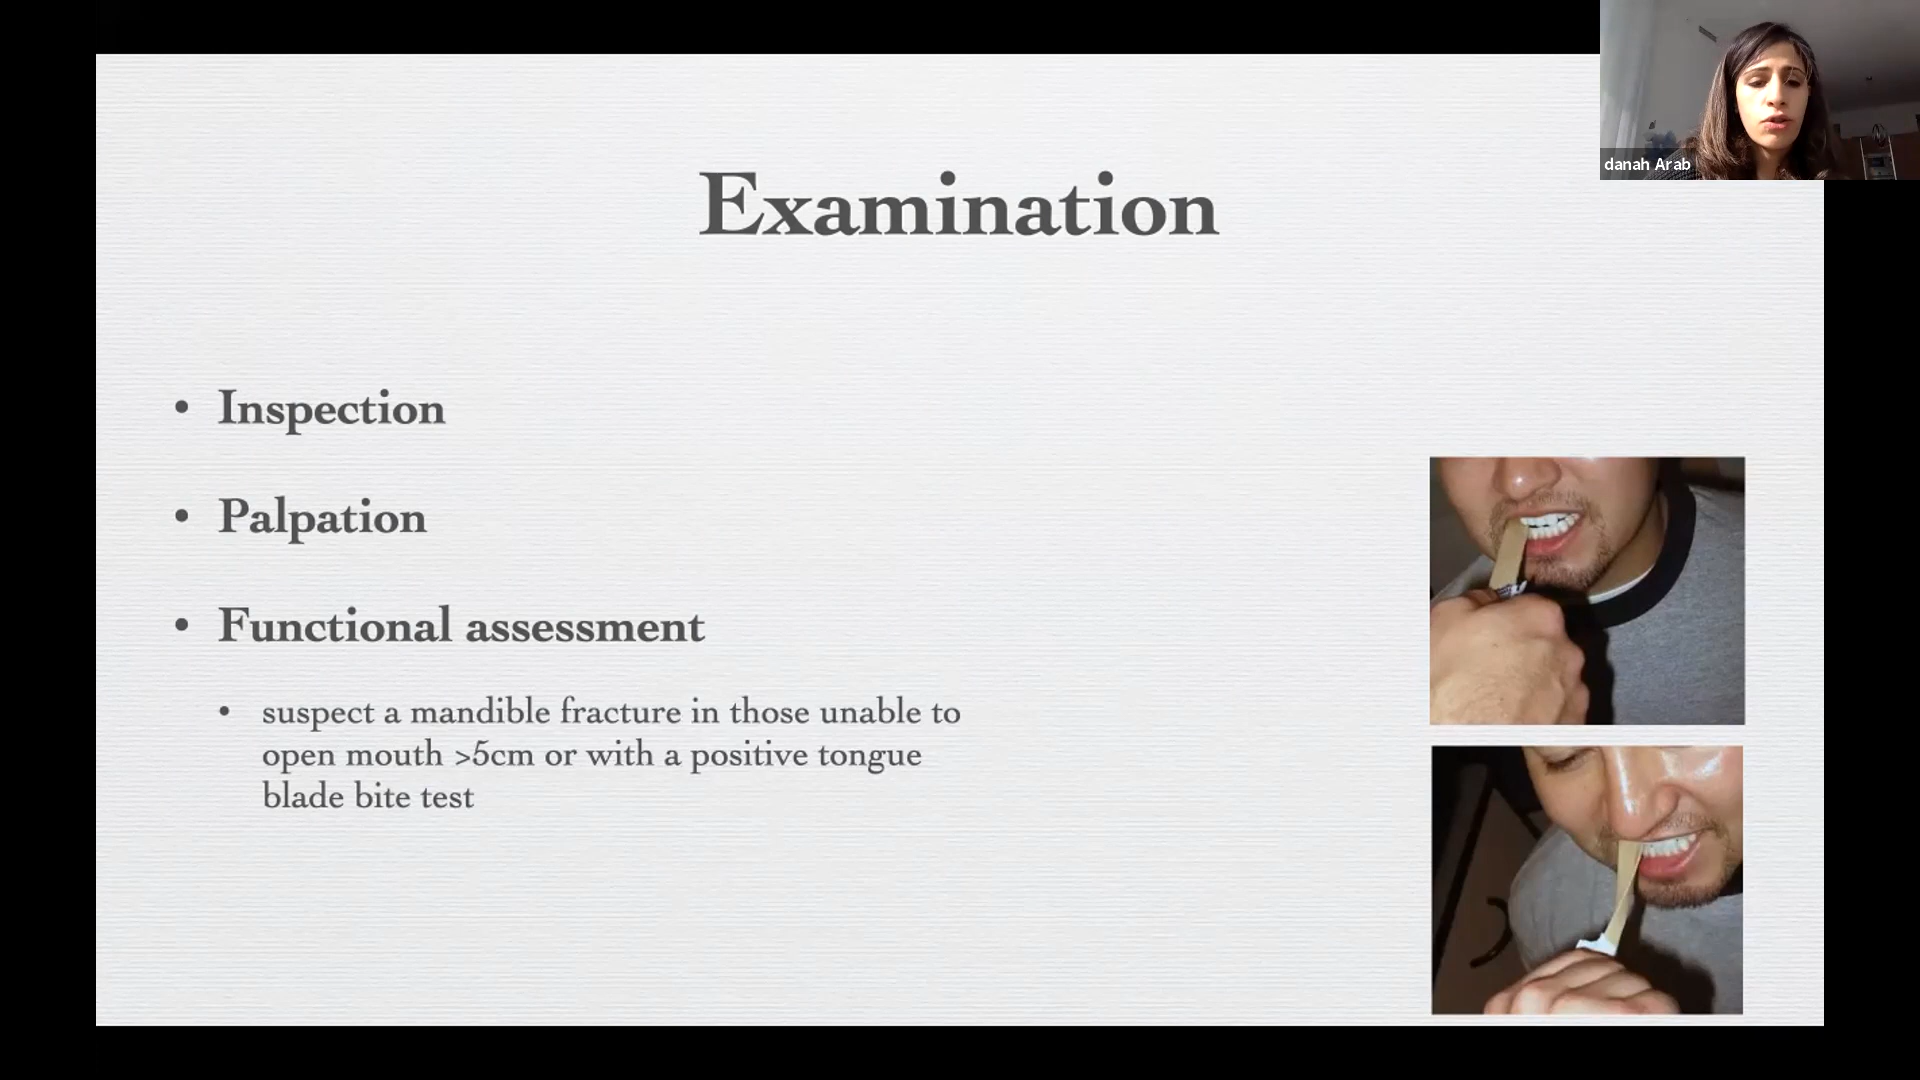 danah Arab
Examination
• Inspection
• Palpation
• Functional assessment
• suspect a mandible fracture in those unable to
open mouth >5cm or with a positive tongue
blade bite test